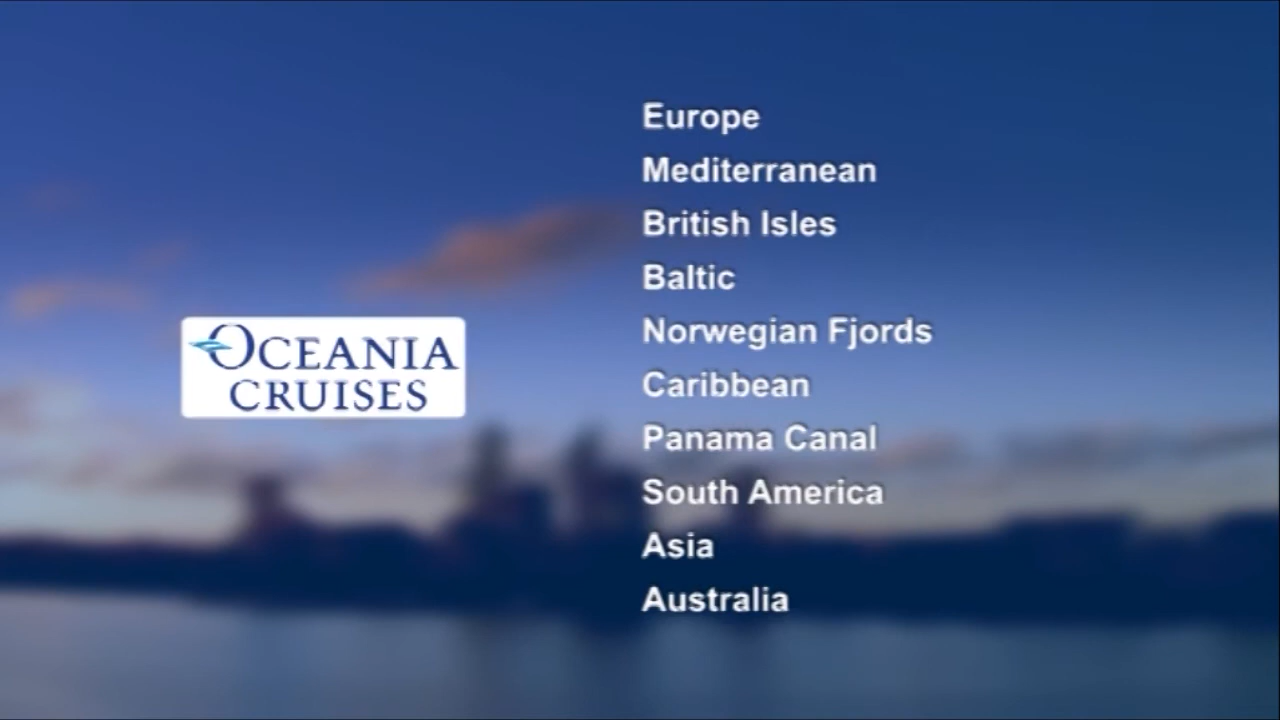 OCEANIA
CRUISES
Europe
Mediterranean
British Isles
Baltic
Norwegian Fjords
Caribbean
Panama Canal
South America
Asia
Australia